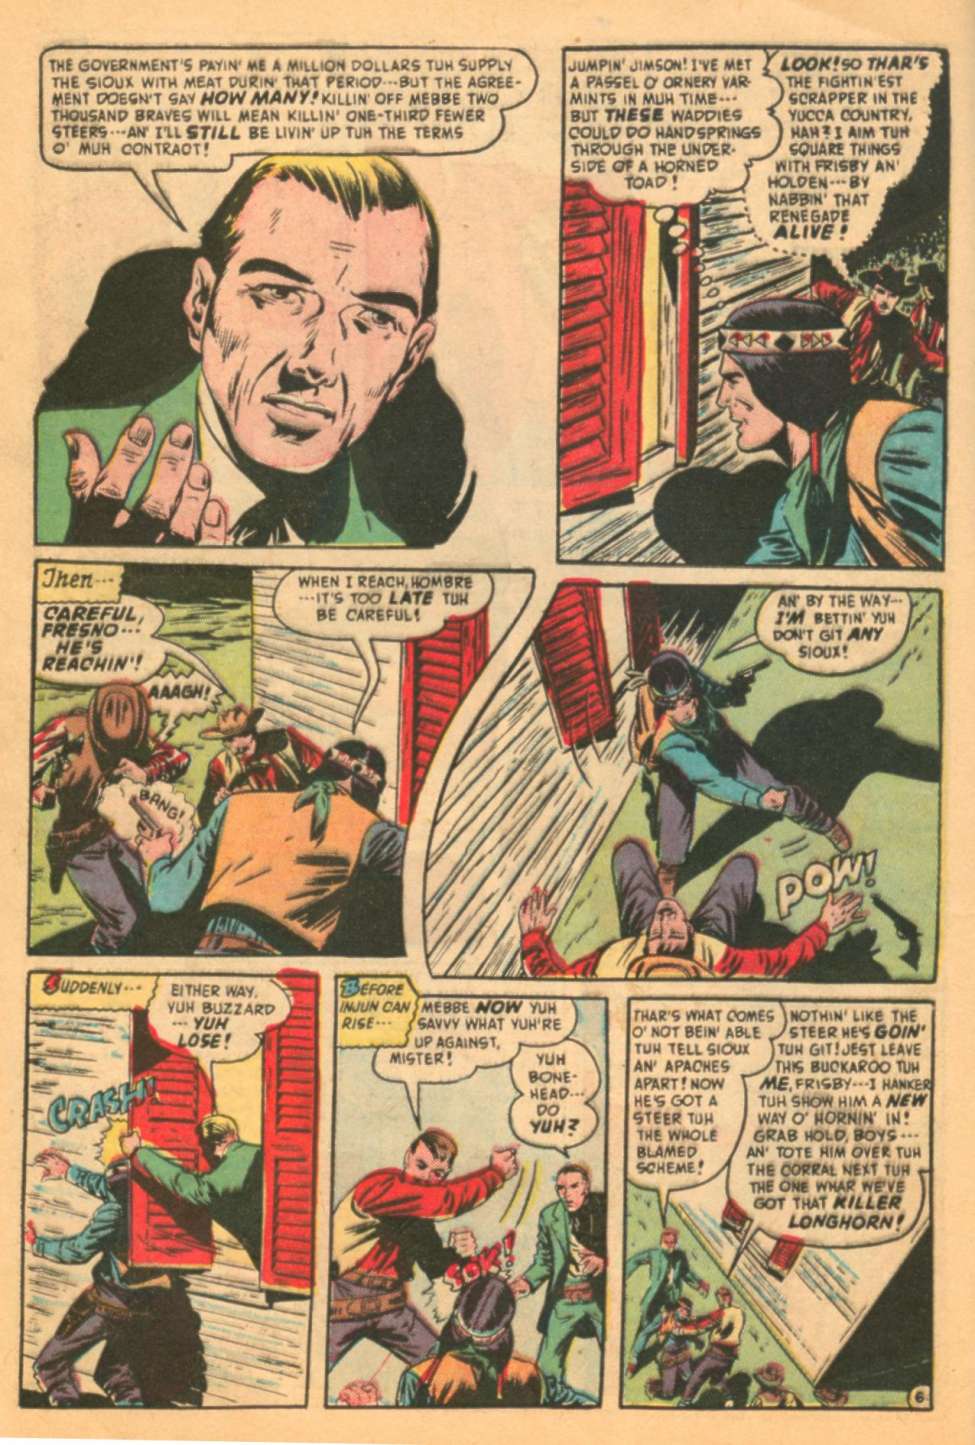 THE GOVERNMENT'S PAYIN' ME A MILLION DOLLARS TUH SUPPLY
THE SIOUX WITH MEAT DURIN' THAT PERIOD---BUT THE AGREE-
MENT DOESN'T SAY HOW MANY! KILLIN' OFF MEBBE TWO
THOUSAND BRAVES WILL MEAN KILLIN' ONE-THIRD FEWER
STEERS---AN' I'LL STILL BE LIVIN' UP TUH THE TERMS
O' MUH CONTRACT!
JUMPIN' JIMSON! I'VE MET
A PASSEL O' ORNERY VAR-
MINTS IN MUH TIME---
BUT THESE WADDIES
COULD DO HANDSPRINGS
THROUGH THE UNDER-
SIDE OF A HORNED
TOAD!
LOOK! SO THAR'S
THE FIGHTIN'EST
SCRAPPER IN THE
YUCCA COUNTRY,
HAH? I AIM TUH
SQUARE THINGS
WITH FRISBY AN'
HOLDEN---BY
NABBIN' THAT
RENEGADE
ALIVE!
Then---
CAREFUL,
FRESNO---
HE'S
REACHIN'!
AAAGH!
BANG!
WHEN I REACH, HOMBRE
---IT'S TOO LATE TUH
BE CAREFUL!
AN' BY THE WAY---
I'M BETTIN' YUH
DON'T GIT ANY
SIOUX!
POW!
SUDDENLY---
EITHER WAY,
YUH BUZZARD
---YUH
LOSE!
CRASH!
BEFORE
INJUN CAN
RISE---
MEBBE NOW YUH
SAVVY WHAT YUH'RE
UP AGAINST,
MISTER!
YUH
BONE-
HEAD---
DO
YUH?
SOK!
THAR'S WHAT COMES
O' NOT BEIN' ABLE
TUH TELL SIOUX
AN' APACHES
APART! NOW
HE'S GOT A
STEER TUH
THE WHOLE
BLAMED
SCHEME!
NOTHIN' LIKE THE
STEER HE'S GOIN'
TUH GIT! JEST LEAVE
THIS BUCKAROO TUH
ME, FRISBY---I HANKER
TUH SHOW HIM A NEW
WAY O' HORNIN' IN!
GRAB HOLD, BOYS---
AN' TOTE HIM OVER TUH
THE CORRAL NEXT TUH
THE ONE WHAR WE'VE
GOT THAT KILLER
LONGHORN!
6